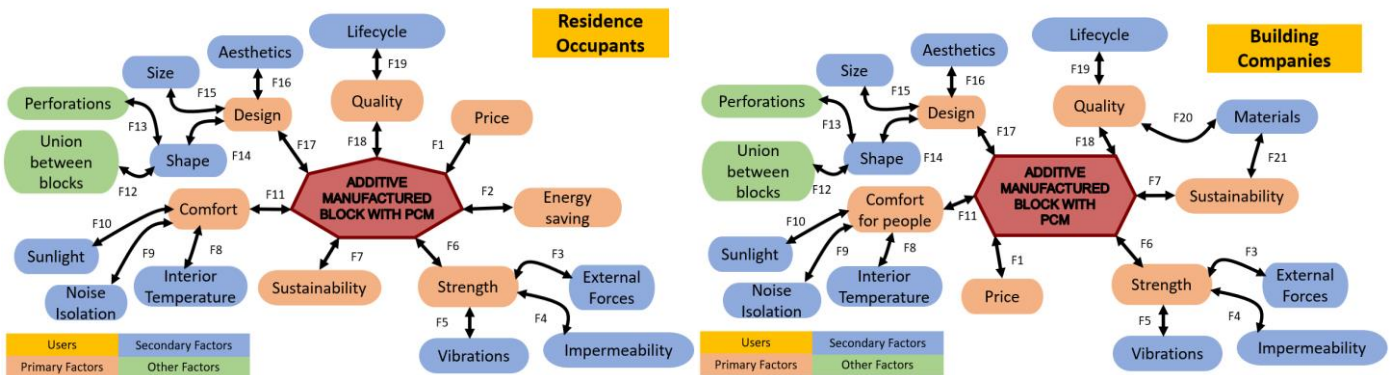 Residence
Occupants
Lifecycle
Aesthetics
F19
Size
F16
F15
Quality
Perforations
Design
Price
F13
F18
F17
F1
Union
between
blocks
Shape
F14
F12
ADDITIVE
MANUFACTURED
BLOCK WITH PCM
F2
Energy
saving
Comfort
F11
F10
F9
F8
F7
F6
F3
Sunlight
Interior
Temperature
Noise
Isolation
Sustainability
Strength
External
Forces
F5
F4
Vibrations
Impermeability
Users
Secondary Factors
Primary Factors
Other Factors
Building
Companies
Lifecycle
Aesthetics
F19
Size
F16
F15
Quality
Perforations
Design
F20
Materials
F13
F17
F18
Union
between
blocks
Shape
F14
F12
F21
ADDITIVE
MANUFACTURED
BLOCK WITH
PCM
F7
Sustainability
Comfort
for people
F11
F10
F9
F8
F1
F6
F3
Sunlight
Interior
Temperature
Noise
Isolation
Price
Strength
External
Forces
F5
F4
Vibrations
Impermeability
Users
Secondary Factors
Primary Factors
Other Factors